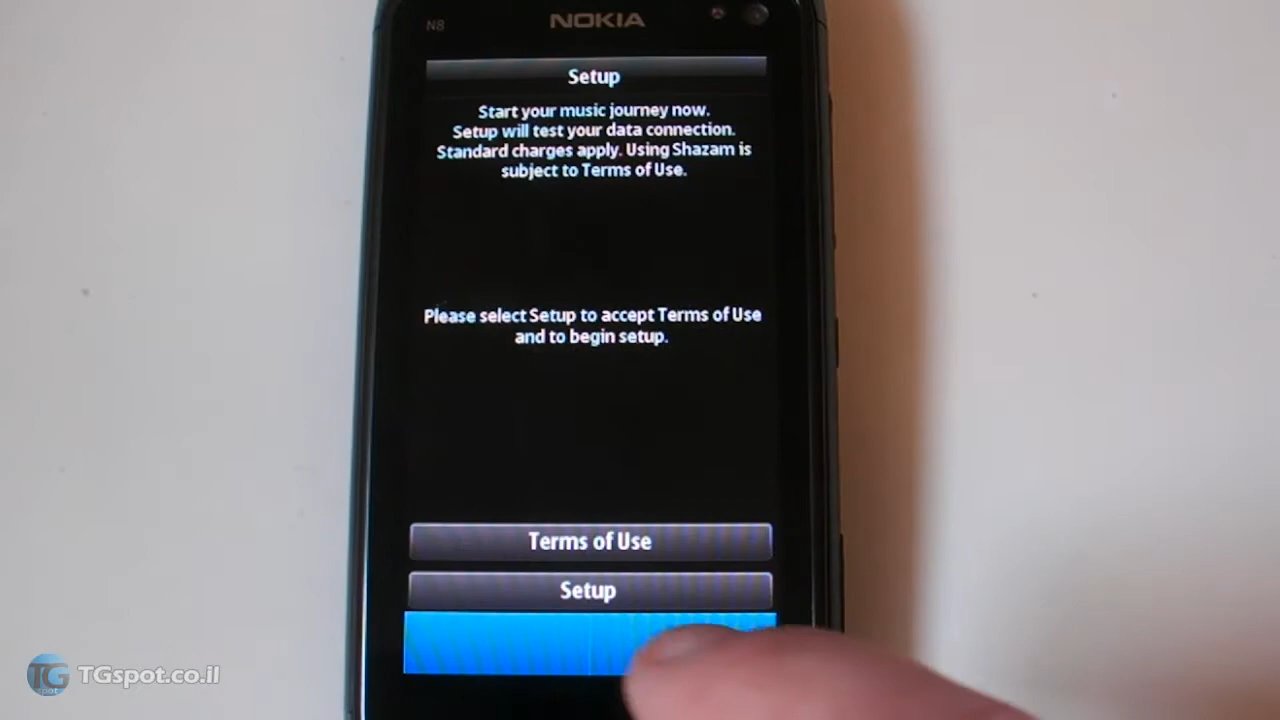 N8
NOKIA
Setup
Start your music journey now.
Setup will test your data connection.
Standard charges apply. Using Shazam is
subject to Terms of Use.
Please select Setup to accept Terms of Use
and to begin setup.
Terms of Use
Setup
TG
spot
TGspot.co.il